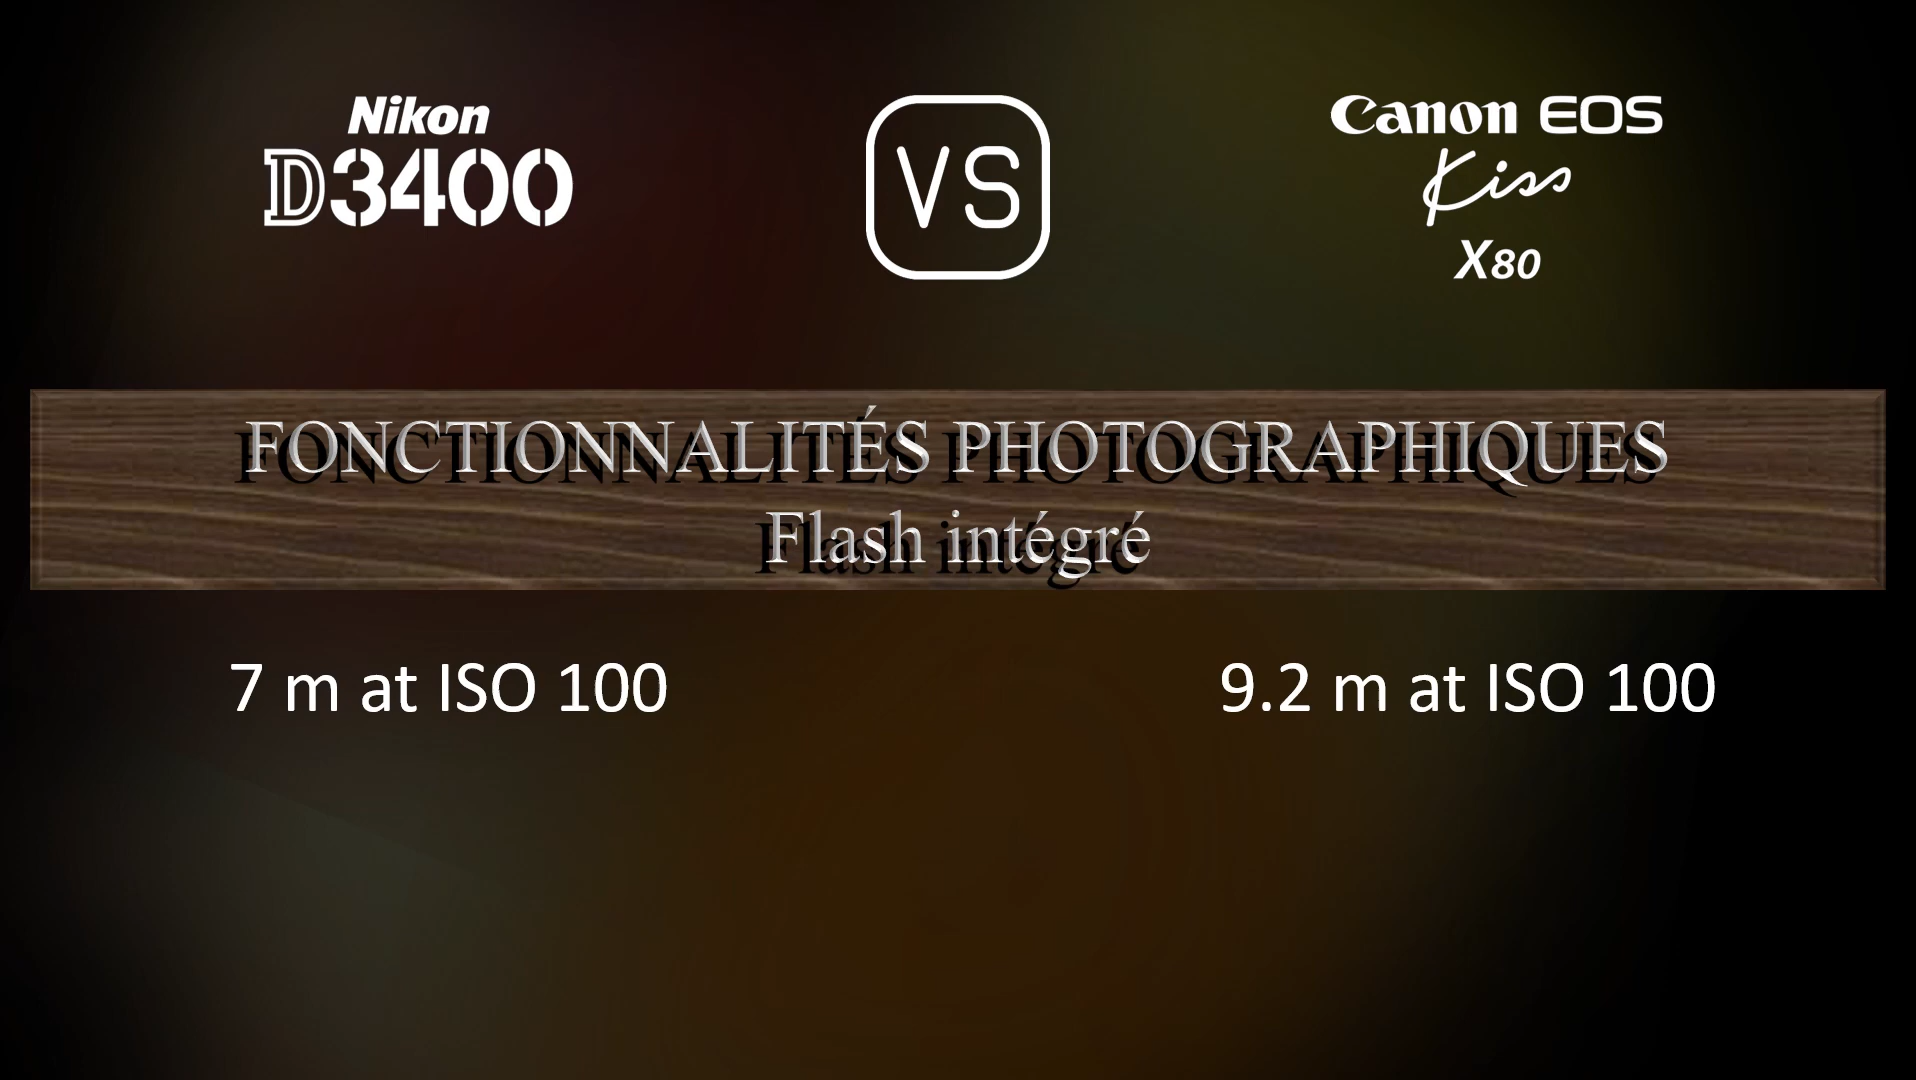 Nikon
D3400
VS
Canon EOS
Kiss
X80
FONCTIONNALITÉS PHOTOGRAPHIQUES
Flash intégré
7 m at ISO 100
9.2 m at ISO 100